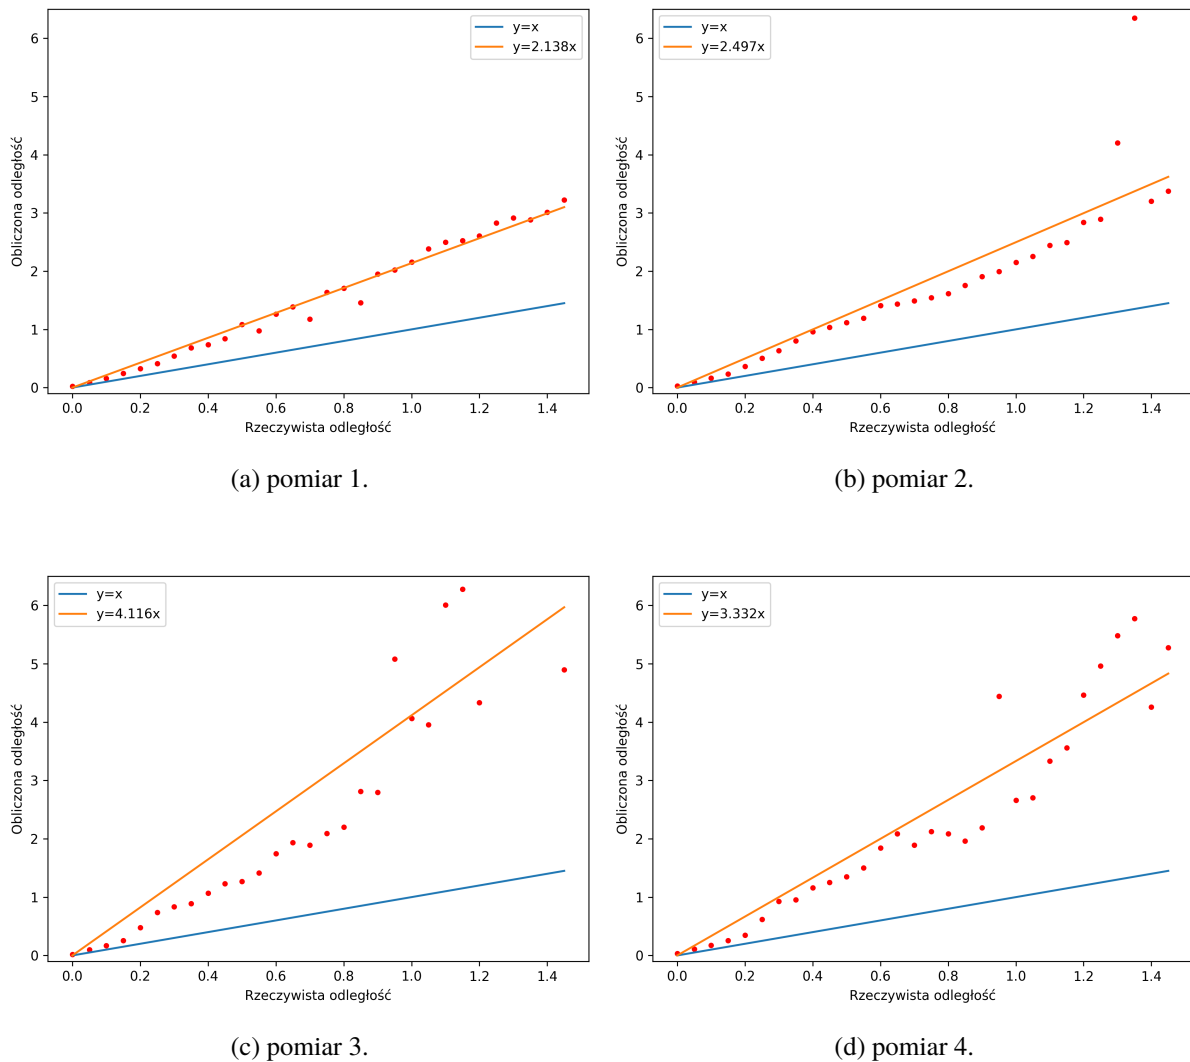 y=x
y=2.138x
6
5
4
3
2
1
0
Obliczona odległość
0.0 0.2 0.4 0.6 0.8 1.0 1.2 1.4
Rzeczywista odległość
(a) pomiar 1.
y=x
y=2.497x
6
5
4
3
2
1
0
Obliczona odległość
0.0 0.2 0.4 0.6 0.8 1.0 1.2 1.4
Rzeczywista odległość
(b) pomiar 2.
y=x
y=4.116x
6
5
4
3
2
1
0
Obliczona odległość
0.0 0.2 0.4 0.6 0.8 1.0 1.2 1.4
Rzeczywista odległość
(c) pomiar 3.
y=x
y=3.332x
6
5
4
3
2
1
0
Obliczona odległość
0.0 0.2 0.4 0.6 0.8 1.0 1.2 1.4
Rzeczywista odległość
(d) pomiar 4.